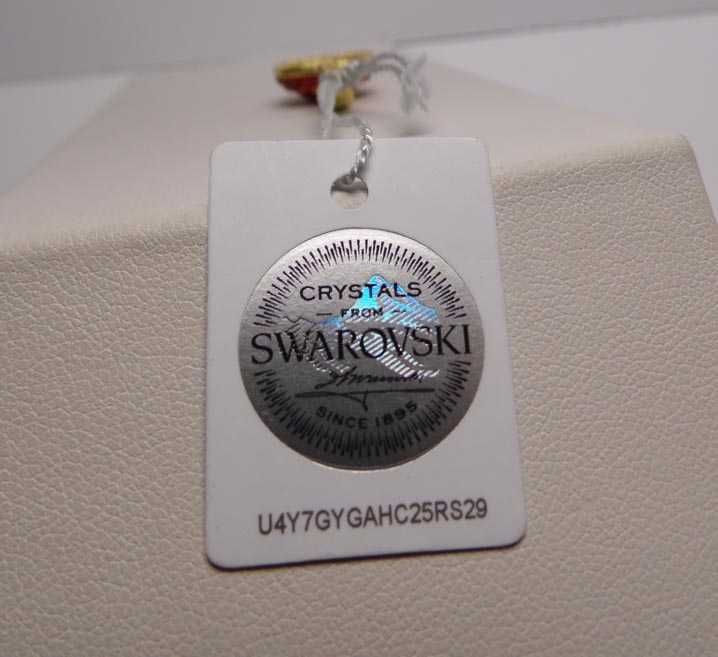 CRYSTALS
— FROM —
SWAROVSKI
SINCE 1895
U4Y7GYGAHC25RS29